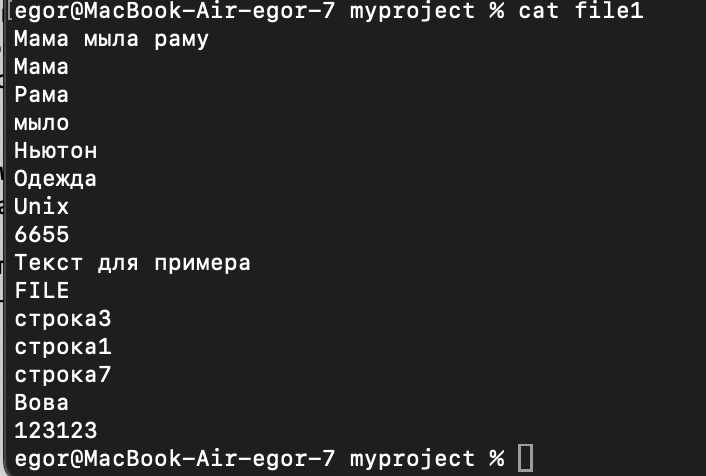 [egor@MacBook-Air-egor-7 myproject % cat file1
Мама мыла раму
Мама
Рама
мыло
Ньютон
Одежда
Unix
6655
Текст для примера
FILE
строка3
строка1
строка7
Вова
123123
egor@MacBook-Air-egor-7 myproject %